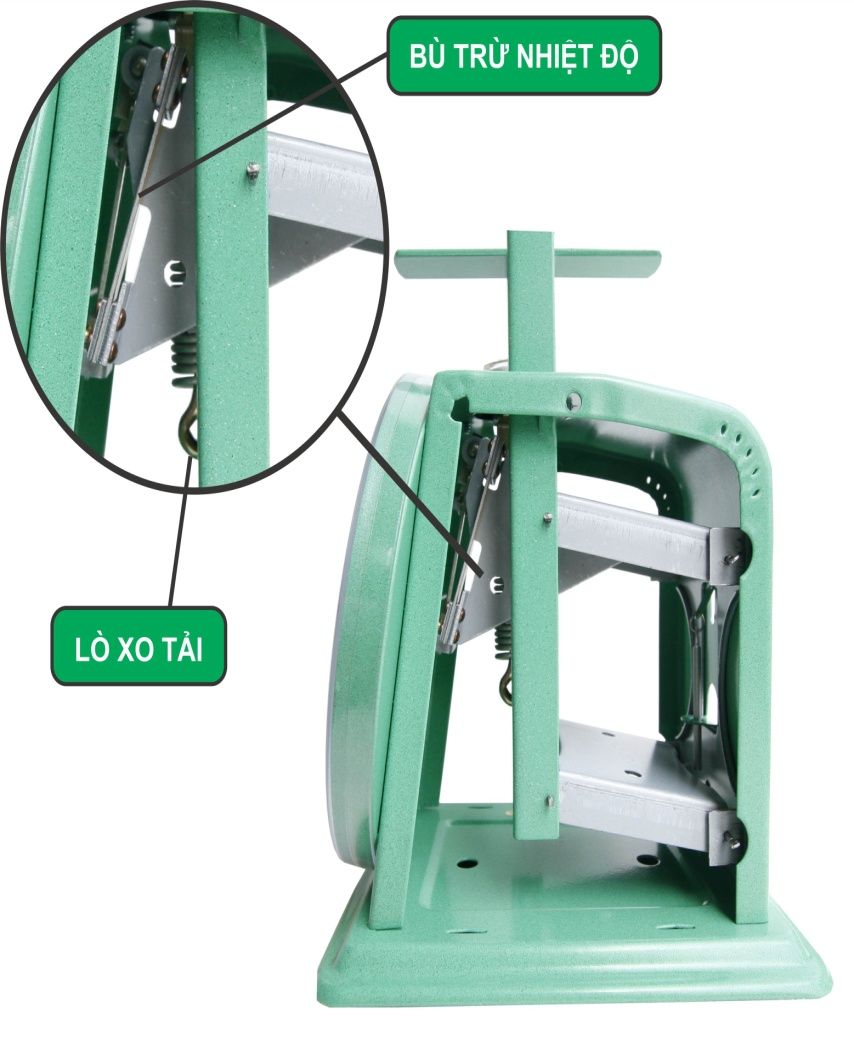 BÙ TRỪ NHIỆT ĐỘ
LÒ XO TẢI